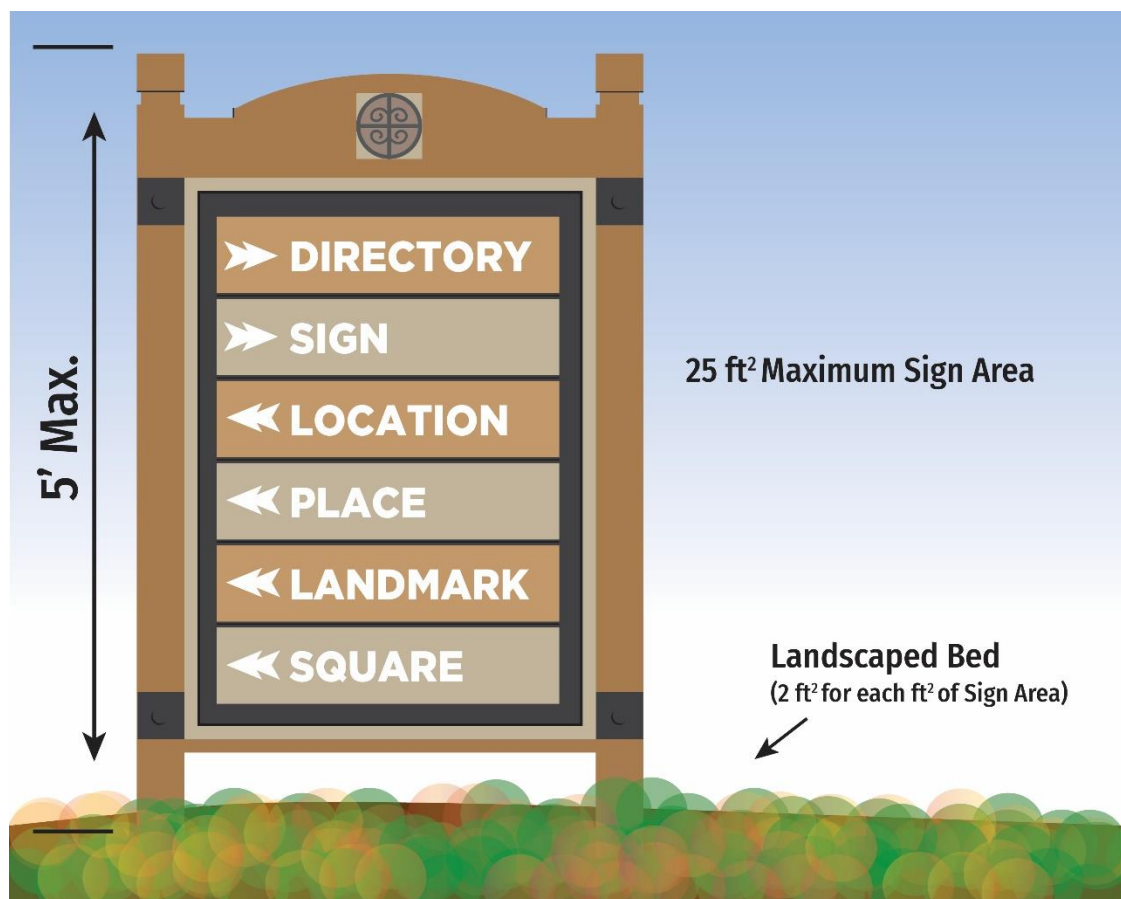 DIRECTORY
SIGN
LOCATION
PLACE
LANDMARK
SQUARE
5’ Max.
25 ft² Maximum Sign Area
Landscaped Bed
(2 ft² for each ft² of Sign Area)